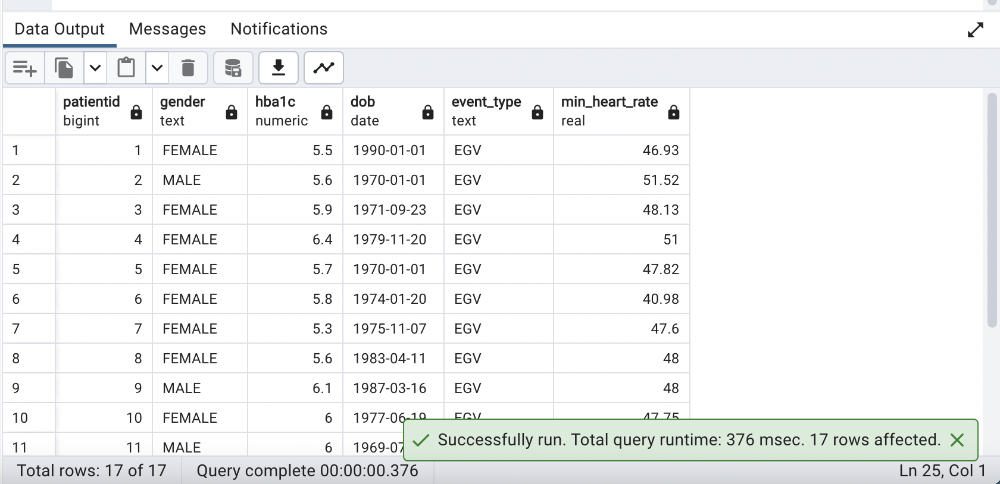 Data Output Messages Notifications
patientid gender hba1c dob event_type min_heart_rate
bigint text numeric date text real
1 1 FEMALE 5.5 1990-01-01 EGV 46.93
2 2 MALE 5.6 1970-01-01 EGV 51.52
3 3 FEMALE 5.9 1971-09-23 EGV 48.13
4 4 FEMALE 6.4 1979-11-20 EGV 51
5 5 FEMALE 5.7 1970-01-01 EGV 47.82
6 6 FEMALE 5.8 1974-01-20 EGV 40.98
7 7 FEMALE 5.3 1975-11-07 EGV 47.6
8 8 FEMALE 5.6 1983-04-11 EGV 48
9 9 MALE 6.1 1987-03-16 EGV 48
10 10 FEMALE 6 1977-06-19 EGV 47.75
11 11 MALE 6 1969-07
Successfully run. Total query runtime: 376 msec. 17 rows affected.
Total rows: 17 of 17 Query complete 00:00:00.376 Ln 25, Col 1